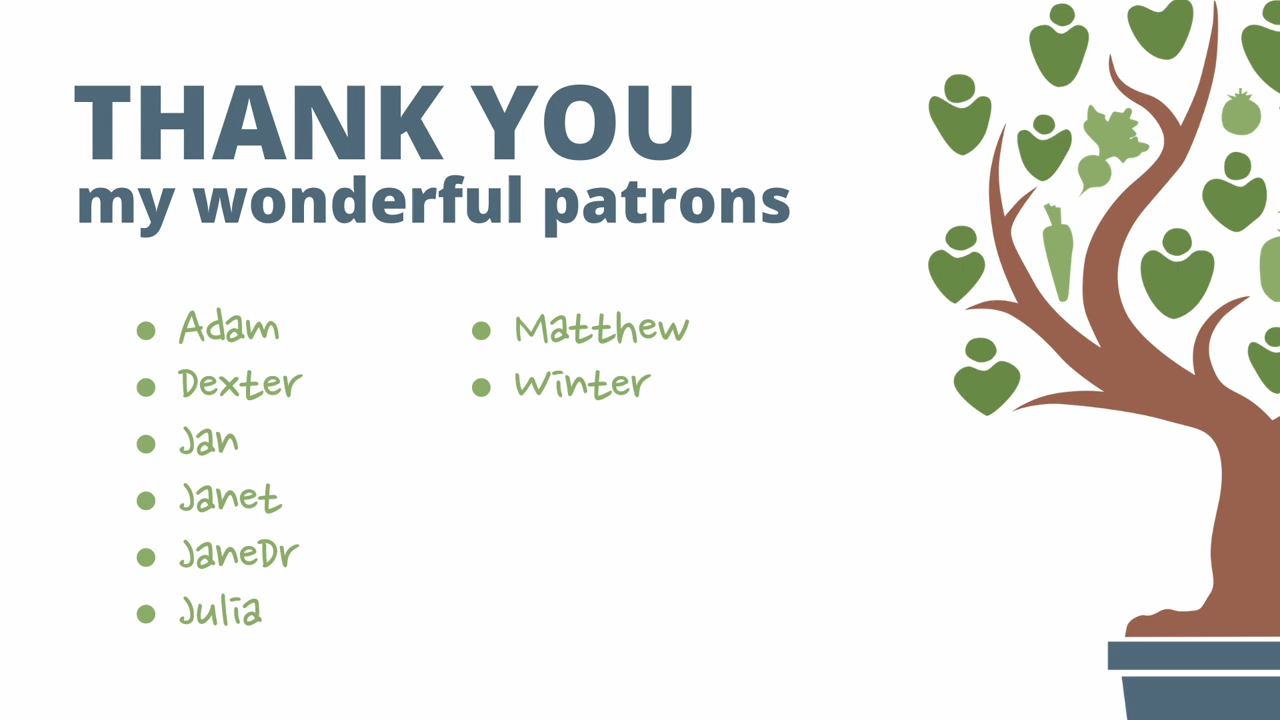 THANK YOU
my wonderful patrons
Adam
Dexter
Jan
Janet
JaneDr
Julia
Matthew
Winter